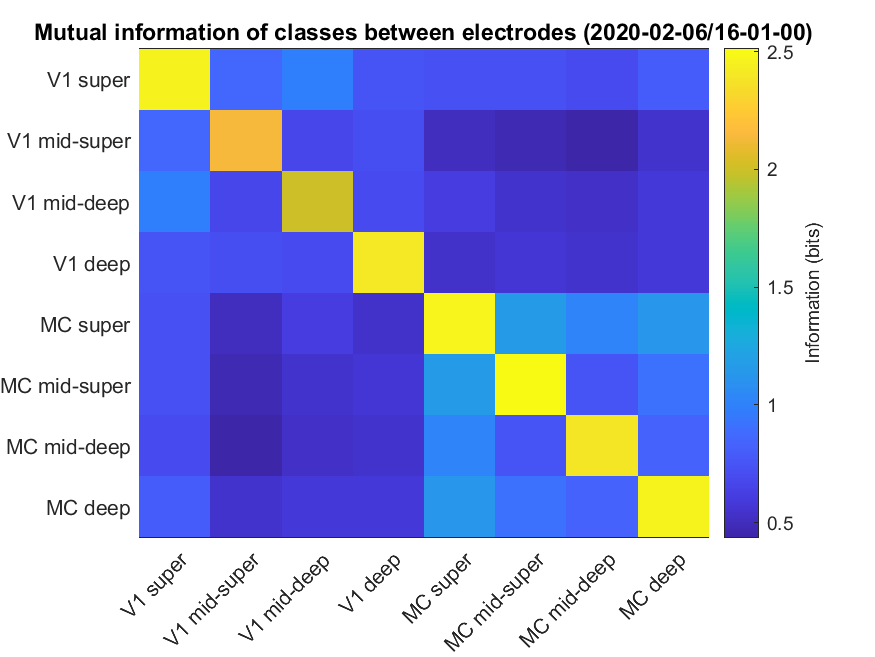 Mutual information of classes between electrodes (2020-02-06/16-01-00)
V1 super
V1 mid-super
V1 mid-deep
V1 deep
MC super
MC mid-super
MC mid-deep
MC deep
V1 super
V1 mid-super
V1 mid-deep
V1 deep
MC super
MC mid-super
MC mid-deep
MC deep
2.5
2
1.5
1
0.5
Information (bits)